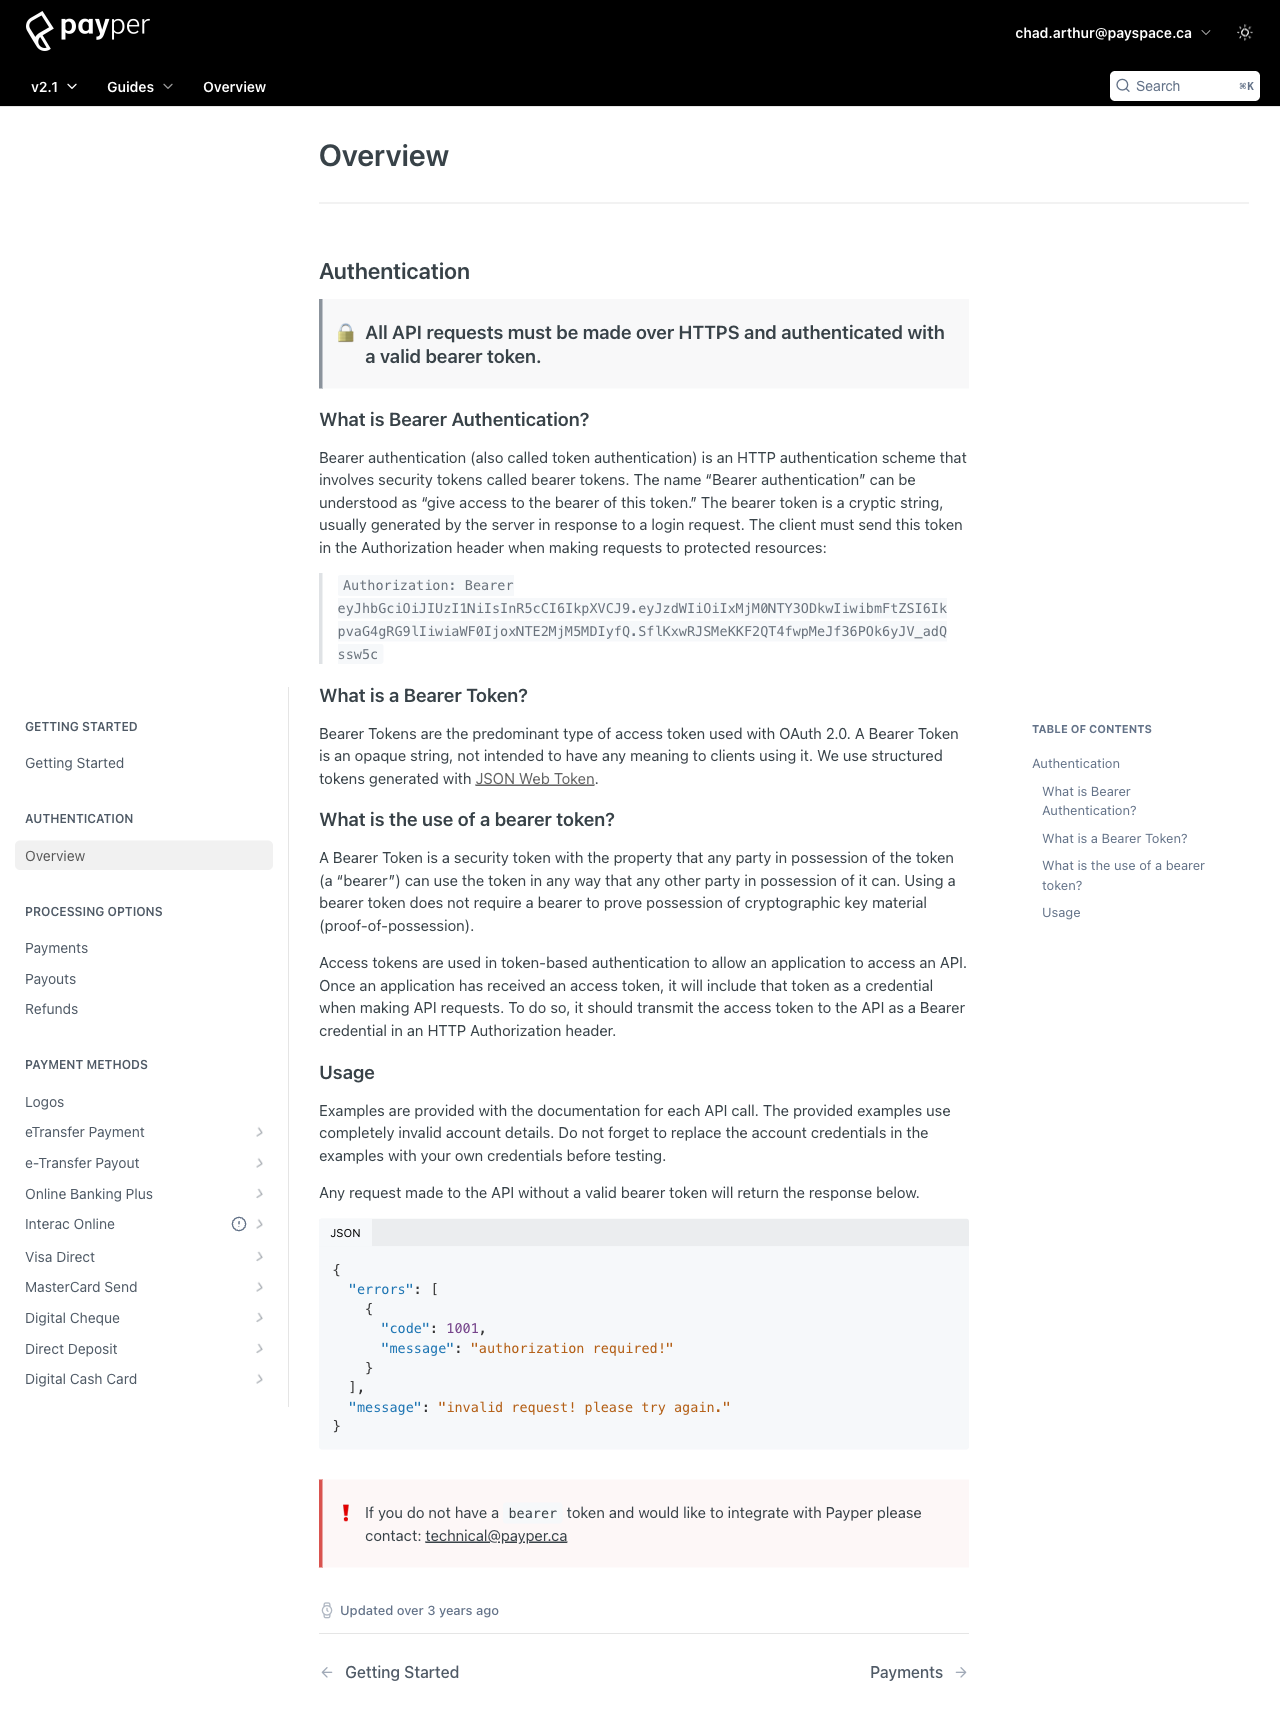 payper
chad.arthur@payspace.ca
v2.1 Guides Overview
Search ⌘K
Overview
Authentication
🔒 All API requests must be made over HTTPS and authenticated with
a valid bearer token.
What is Bearer Authentication?
Bearer authentication (also called token authentication) is an HTTP authentication scheme that
involves security tokens called bearer tokens. The name “Bearer authentication” can be
understood as “give access to the bearer of this token.” The bearer token is a cryptic string,
usually generated by the server in response to a login request. The client must send this token
in the Authorization header when making requests to protected resources:
Authorization: Bearer
eyJhbGciOiJIUzI1NiIsInR5cCI6IkpXVCJ9.eyJzdWIiOiIxMjM0NTY3ODkwIiwibmFtZSI6Ik
pvaG4gRG9lIiwiaWF0IjoxNTE2MjM5MDIyfQ.SflKxwRJSMeKKF2QT4fwpMeJf36POk6yJV_adQ
ssw5c
What is a Bearer Token?
Bearer Tokens are the predominant type of access token used with OAuth 2.0. A Bearer Token
is an opaque string, not intended to have any meaning to clients using it. We use structured
tokens generated with JSON Web Token.
What is the use of a bearer token?
A Bearer Token is a security token with the property that any party in possession of the token
(a “bearer”) can use the token in any way that any other party in possession of it can. Using a
bearer token does not require a bearer to prove possession of cryptographic key material
(proof-of-possession).
Access tokens are used in token-based authentication to allow an application to access an API.
Once an application has received an access token, it will include that token as a credential
when making API requests. To do so, it should transmit the access token to the API as a Bearer
credential in an HTTP Authorization header.
Usage
Examples are provided with the documentation for each API call. The provided examples use
completely invalid account details. Do not forget to replace the account credentials in the
examples with your own credentials before testing.
Any request made to the API without a valid bearer token will return the response below.
JSON
{
  "errors": [
    {
      "code": 1001,
      "message": "authorization required!"
    }
  ],
  "message": "invalid request! please try again."
}
❗ If you do not have a bearer token and would like to integrate with Payper please
contact: technical@payper.ca
Updated over 3 years ago
← Getting Started
Payments →
GETTING STARTED
Getting Started
AUTHENTICATION
Overview
PROCESSING OPTIONS
Payments
Payouts
Refunds
PAYMENT METHODS
Logos
eTransfer Payment
e-Transfer Payout
Online Banking Plus
Interac Online
Visa Direct
MasterCard Send
Digital Cheque
Direct Deposit
Digital Cash Card
TABLE OF CONTENTS
Authentication
What is Bearer
Authentication?
What is a Bearer Token?
What is the use of a bearer
token?
Usage